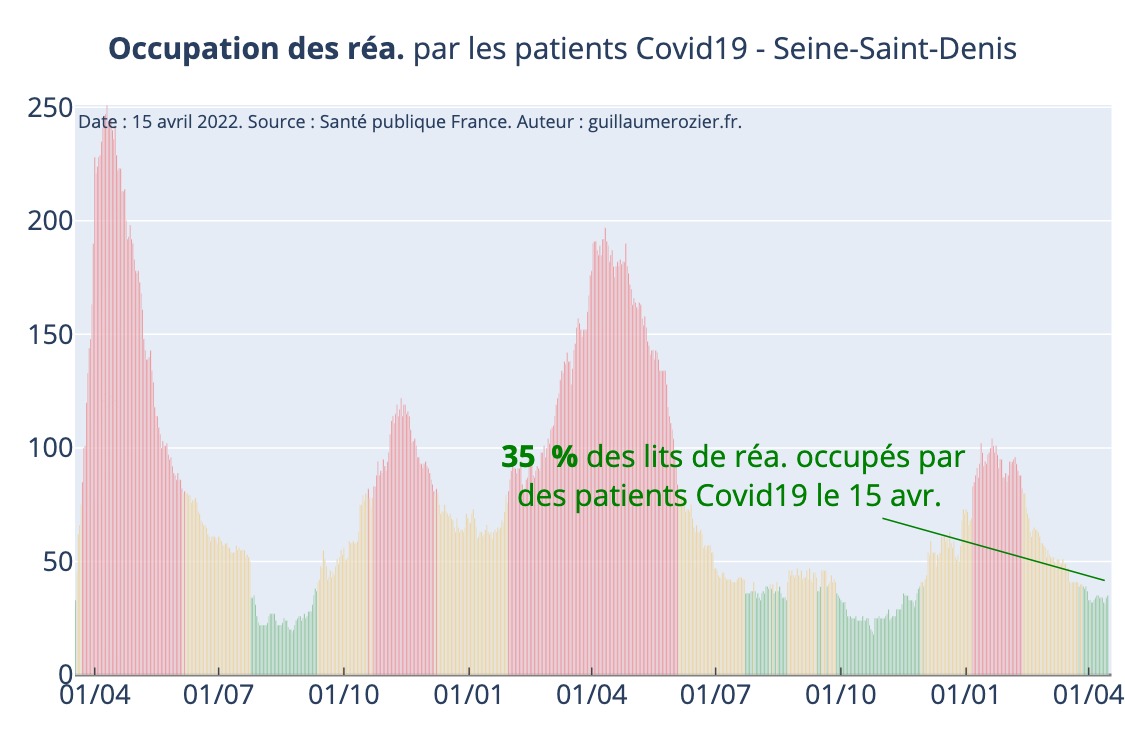 Occupation des réa. par les patients Covid19 - Seine-Saint-Denis
250
Date : 15 avril 2022. Source : Santé publique France. Auteur : guillaumerozier.fr.
200
150
100
35 % des lits de réa. occupés par
des patients Covid19 le 15 avr.
50
0
01/04 01/07 01/10 01/01 01/04 01/07 01/10 01/01 01/04